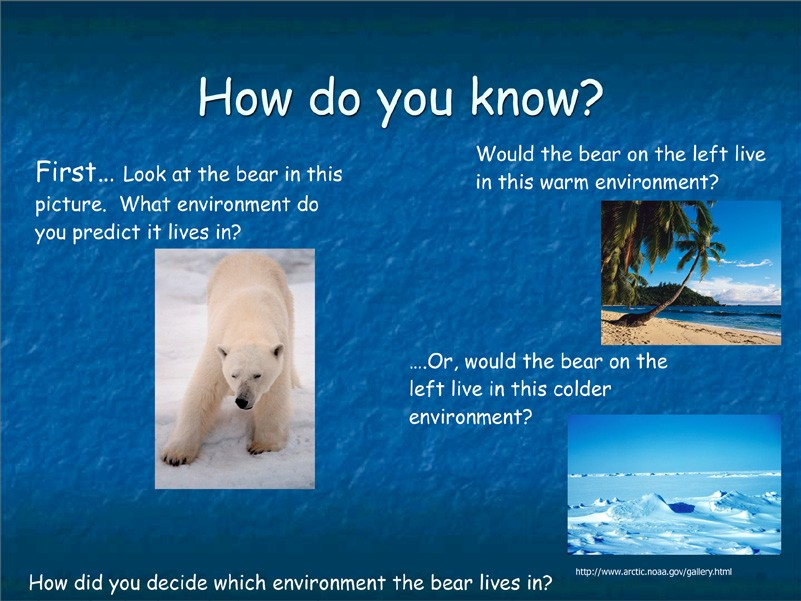 How do you know?
First... Look at the bear in this
picture.  What environment do
you predict it lives in?
Would the bear on the left live
in this warm environment?
....Or, would the bear on the
left live in this colder
environment?
http://www.arctic.noaa.gov/gallery.html
How did you decide which environment the bear lives in?